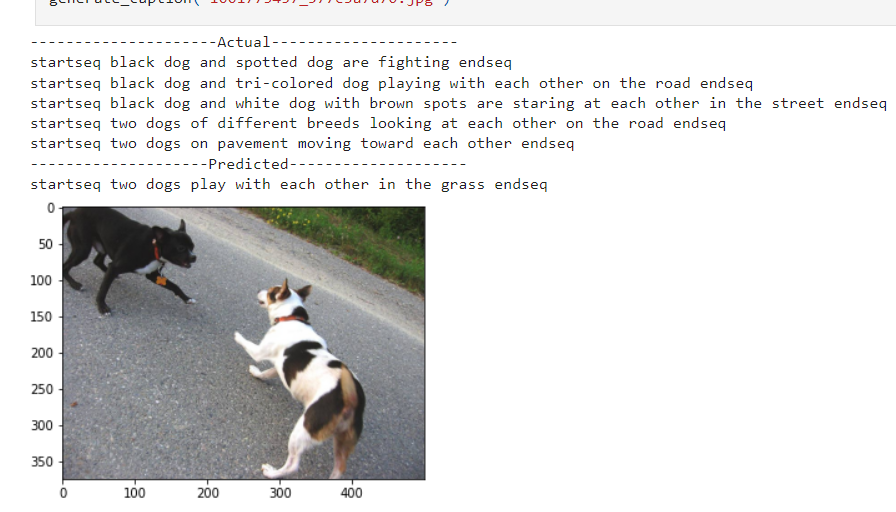 -----------------------Actual---------------------
startseq black dog and spotted dog are fighting endseq
startseq black dog and tri-colored dog playing with each other on the road endseq
startseq black dog and white dog with brown spots are staring at each other in the street endseq
startseq two dogs of different breeds looking at each other on the road endseq
startseq two dogs on pavement moving toward each other endseq
--------------------Predicted--------------------
startseq two dogs play with each other in the grass endseq
0
50
100
150
200
250
300
350
0 100 200 300 400